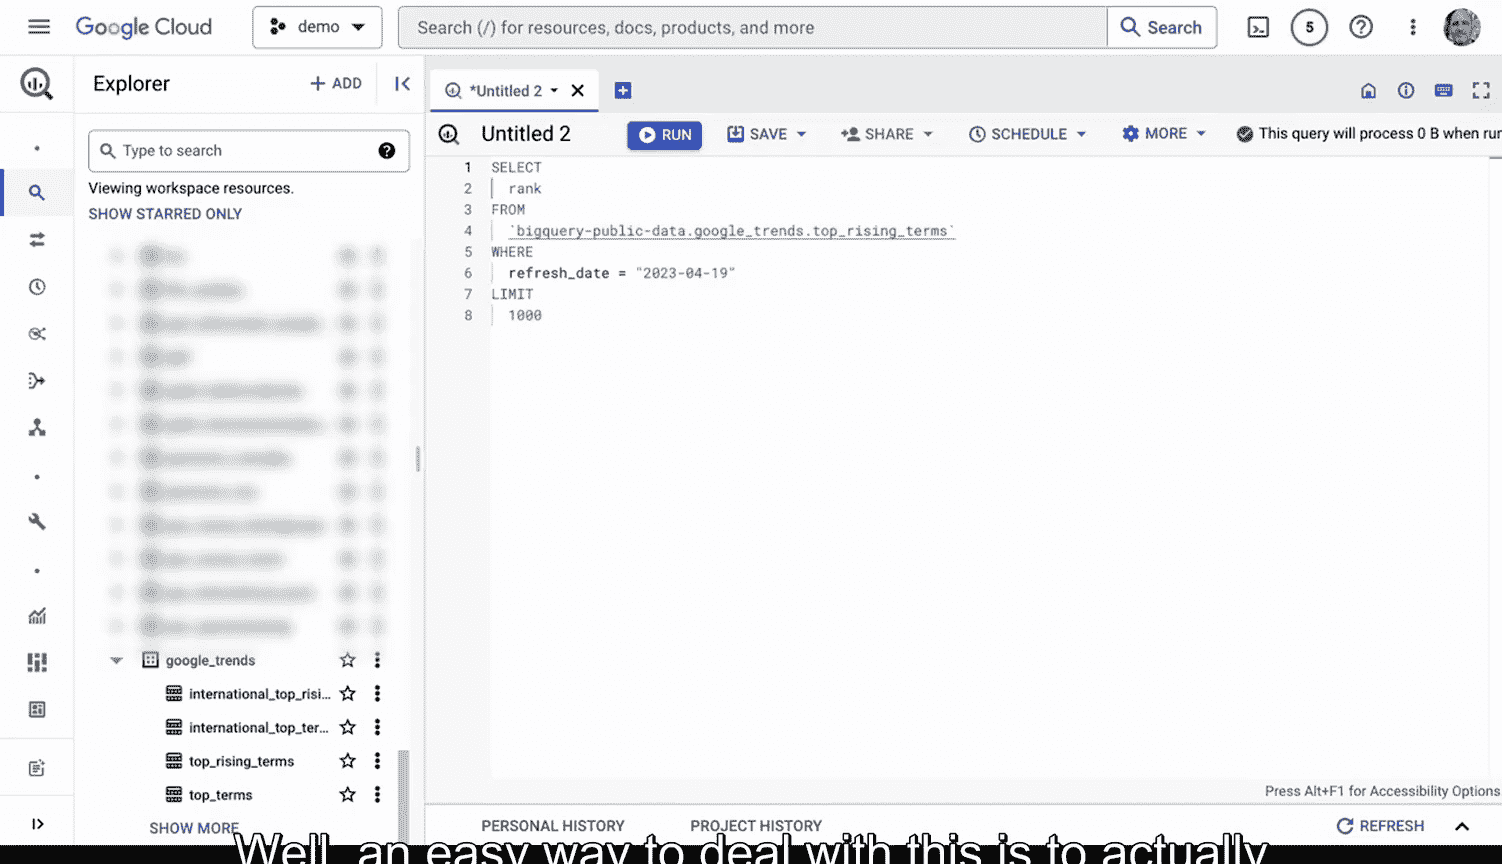 Google Cloud
demo
Search (/) for resources, docs, products, and more
Search
5
Explorer
+ ADD
*Untitled 2
Untitled 2
RUN
SAVE
SHARE
SCHEDULE
MORE
This query will process 0 B when run
Type to search
Viewing workspace resources.
SHOW STARRED ONLY
1 SELECT
2 rank
3 FROM
4 `bigquery-public-data.google_trends.top_rising_terms`
5 WHERE
6 refresh_date = "2023-04-19"
7 LIMIT
8 1000
google_trends
international_top_risi...
international_top_ter...
top_rising_terms
top_terms
SHOW MORE
Press Alt+F1 for Accessibility Options
PERSONAL HISTORY
PROJECT HISTORY
REFRESH
Well, an easy way to deal with this is to actually